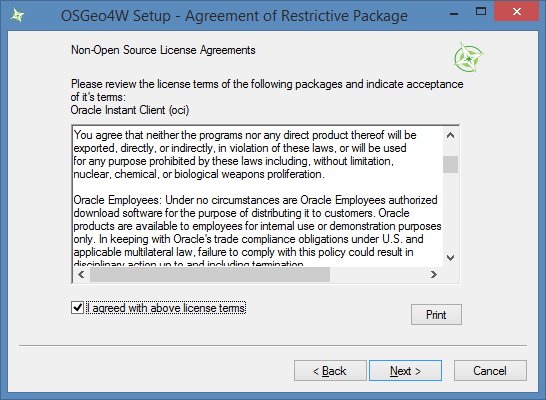 OSGeo4W Setup - Agreement of Restrictive Package
Non-Open Source License Agreements
Please review the license terms of the following packages and indicate acceptance
of it's terms:
Oracle Instant Client (oci)
You agree that neither the programs nor any direct product thereof will be
exported, directly, or indirectly, in violation of these laws, or will be used
for any purpose prohibited by these laws including, without limitation,
nuclear, chemical, or biological weapons proliferation.
Oracle Employees: Under no circumstances are Oracle Employees authorized
download software for the purpose of distributing it to customers. Oracle
products are available to employees for internal use or demonstration purposes
only. In keeping with Oracle's trade compliance obligations under U.S. and
applicable multilateral law, failure to comply with this policy could result in
disciplinary action up to and including termination.
I agreed with above license terms
Print
< Back
Next >
Cancel